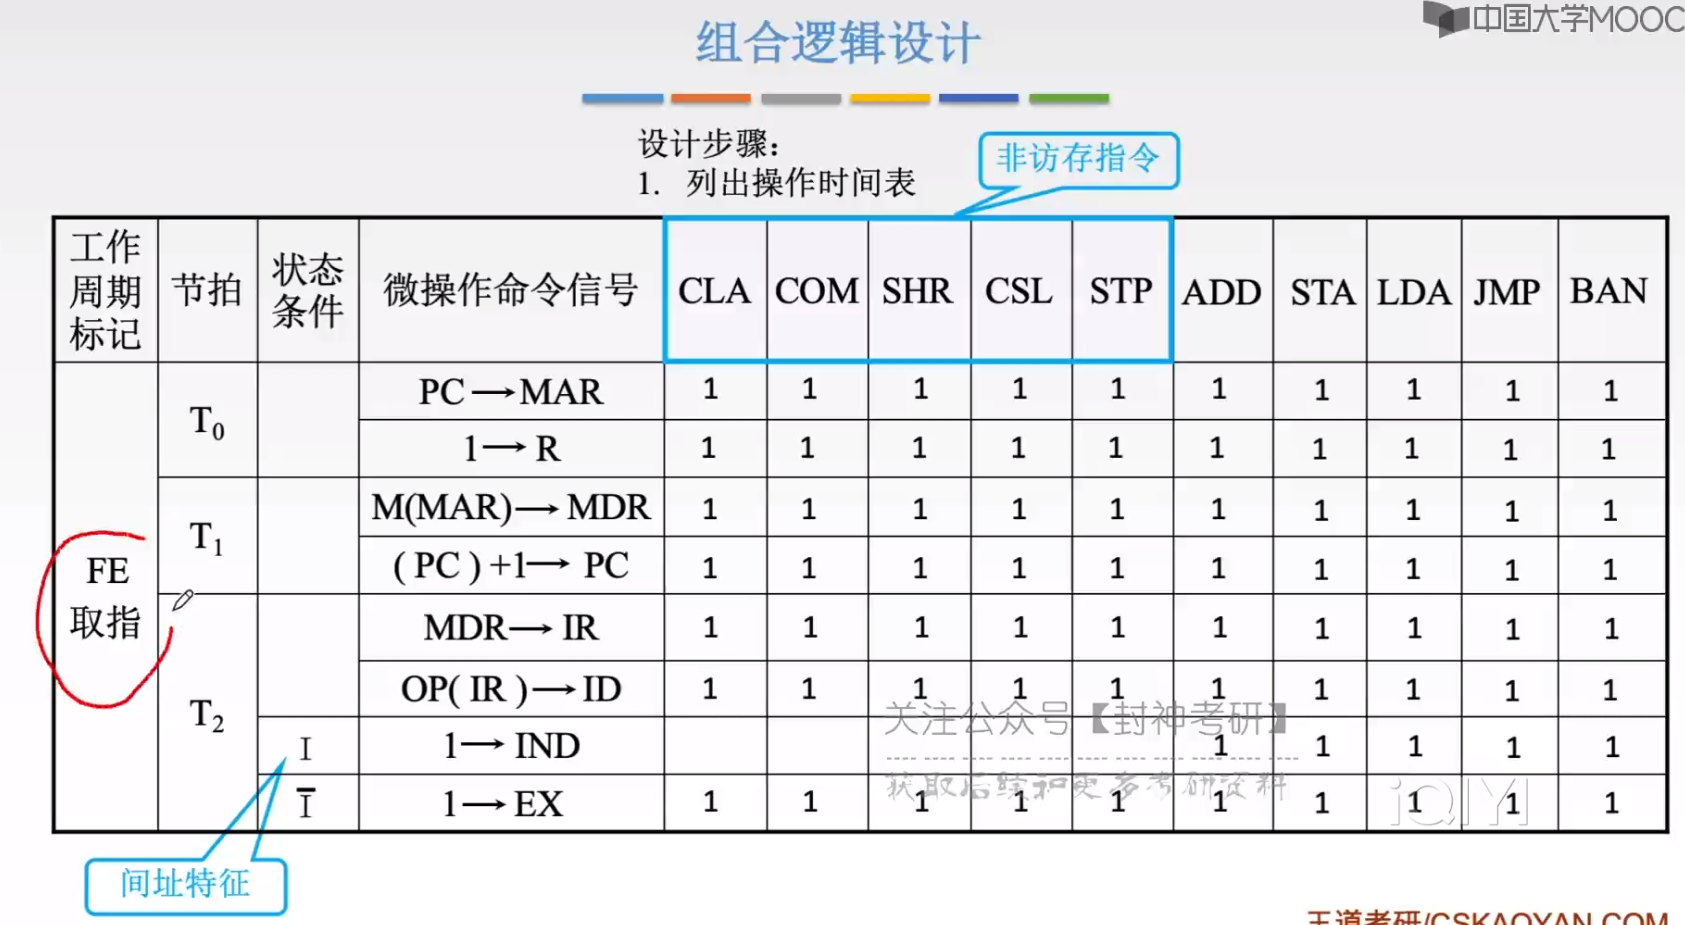 中国大学MOOC
组合逻辑设计
设计步骤：
1. 列出操作时间表
非访存指令
工作周期标记 节拍 状态条件 微操作命令信号 CLA COM SHR CSL STP ADD STA LDA JMP BAN
FE 取指 T0 PC→MAR 1 1 1 1 1 1 1 1 1 1
1→R 1 1 1 1 1 1 1 1 1 1
T1 M(MAR)→MDR 1 1 1 1 1 1 1 1 1 1
(PC)+1→PC 1 1 1 1 1 1 1 1 1 1
T2 MDR→IR 1 1 1 1 1 1 1 1 1 1
OP(IR)→ID 1 1 1 1 1 1 1 1 1 1
关注公众号【封神考研】
I 1→IND 1 1 1 1 1
获取后续和更多考研资料
Ī 1→EX 1 1 1 1 1 1 1 1 1 1
iQIYI
间址特征
王道考研/CSKAOYAN.COM